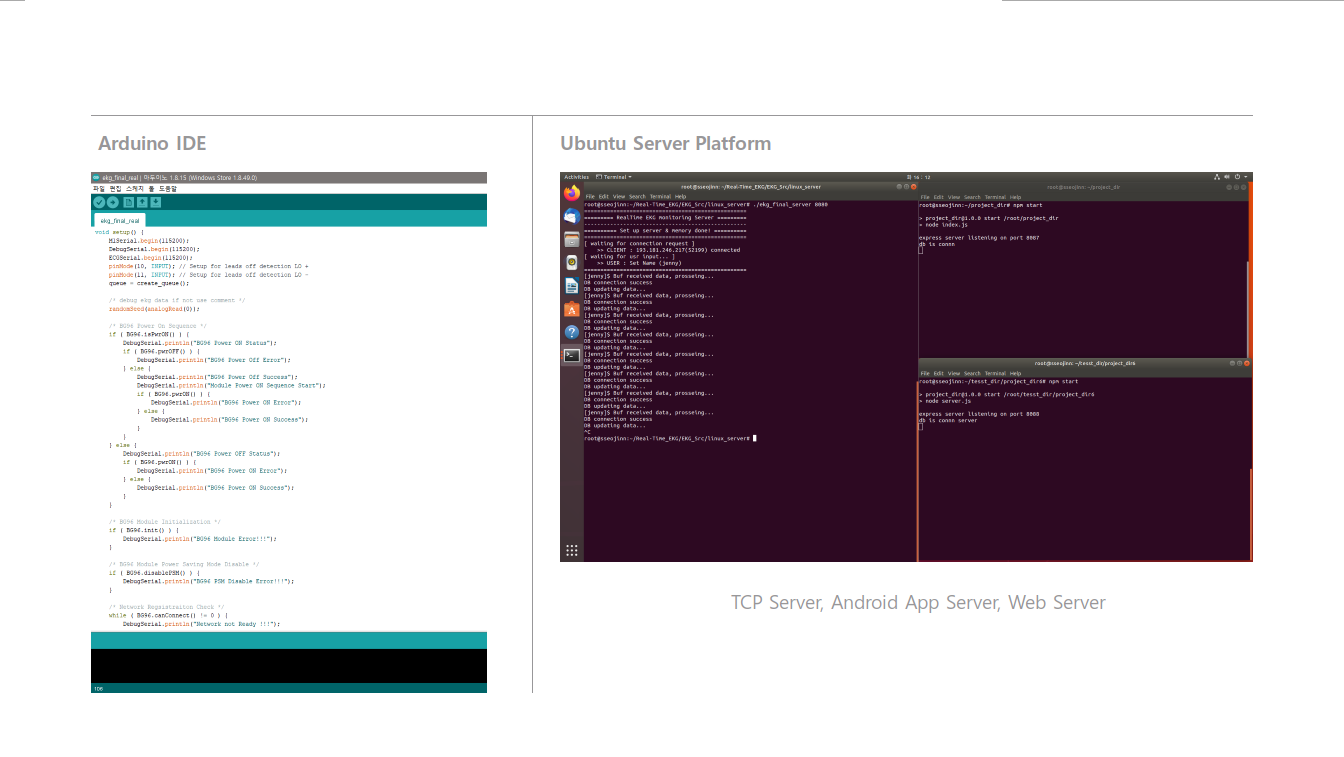 Arduino IDE
ekg_final_real | 아두이노 1.8.15 (Windows Store 1.8.49.0)
파일 편집 스케치 툴 도움말
ekg_final_real
void setup() {
M1Serial.begin(115200);
DebugSerial.begin(115200);
ECGSerial.begin(115200);
pinMode(10, INPUT); // Setup for leads off detection LO +
pinMode(11, INPUT); // Setup for leads off detection LO -
queue = create_queue();
/* debug ekg data if not use comment */
randomSeed(analogRead(0));
/* BG96 Power On Sequence */
if ( BG96.isPwrON() ) {
DebugSerial.println("BG96 Power ON Status");
if ( BG96.pwrOFF() ) {
DebugSerial.println("BG96 Power Off Error");
} else {
DebugSerial.println("BG96 Power Off Success");
DebugSerial.println("Module Power ON Sequence Start");
if ( BG96.pwrON() ) {
DebugSerial.println("BG96 Power ON Error");
} else {
DebugSerial.println("BG96 Power ON Success");
}
}
} else {
DebugSerial.println("BG96 Power OFF Status");
if ( BG96.pwrON() ) {
DebugSerial.println("BG96 Power ON Error");
} else {
DebugSerial.println("BG96 Power ON Success");
}
}
/* BG96 Module Initialization */
if ( BG96.init() ) {
DebugSerial.println("BG96 Module Error!!!");
}
/* BG96 Module Power Saving Mode Disable */
if ( BG96.disablePSM() ) {
DebugSerial.println("BG96 PSM Disable Error!!!");
}
/* Network Regsistraiton Check */
while ( BG96.canConnect() != 0 ) {
DebugSerial.println("Network not Ready !!!");
106
Ubuntu Server Platform
Activities Terminal 16 : 12
root@sseojinn: ~/Real-Time_EKG/EKG_Src/linux_server
File Edit View Search Terminal Help
root@sseojinn:~/Real-Time_EKG/EKG_Src/linux_server# ./ekg_final_server 8080
==================================================
========= RealTime EKG monitoring Server =========
--------------------------------------------------
========= Set up server & memory done! =========
==================================================
[ waiting for connection request ]
>> CLIENT : 193.181.246.217(52199) connected
[ waiting for usr input... ]
>> USER : Set Name (jenny)
==================================================
[jenny]$ Buf received data, prosseing...
DB connection success
DB updating data...
[jenny]$ Buf received data, prosseing...
DB connection success
DB updating data...
[jenny]$ Buf received data, prosseing...
DB connection success
DB updating data...
[jenny]$ Buf received data, prosseing...
DB connection success
DB updating data...
[jenny]$ Buf received data, prosseing...
DB connection success
DB updating data...
[jenny]$ Buf received data, prosseing...
DB connection success
DB updating data...
[jenny]$ Buf received data, prosseing...
DB connection success
DB updating data...
[jenny]$ Buf received data, prosseing...
DB connection success
DB updating data...
^C
root@sseojinn:~/Real-Time_EKG/EKG_Src/linux_server#
root@sseojinn: ~/project_dir
File Edit View Search Terminal Help
root@sseojinn:~/project_dir# npm start
> project_dir@1.0.0 start /root/project_dir
> node index.js
express server listening on port 8087
db is connn
root@sseojinn: ~/tesst_dir/project_dir6
File Edit View Search Terminal Help
root@sseojinn:~/tesst_dir/project_dir6# npm start
> project_dir@1.0.0 start /root/tesst_dir/project_dir6
> node server.js
express server listening on port 8088
db is connn server
TCP Server, Android App Server, Web Server